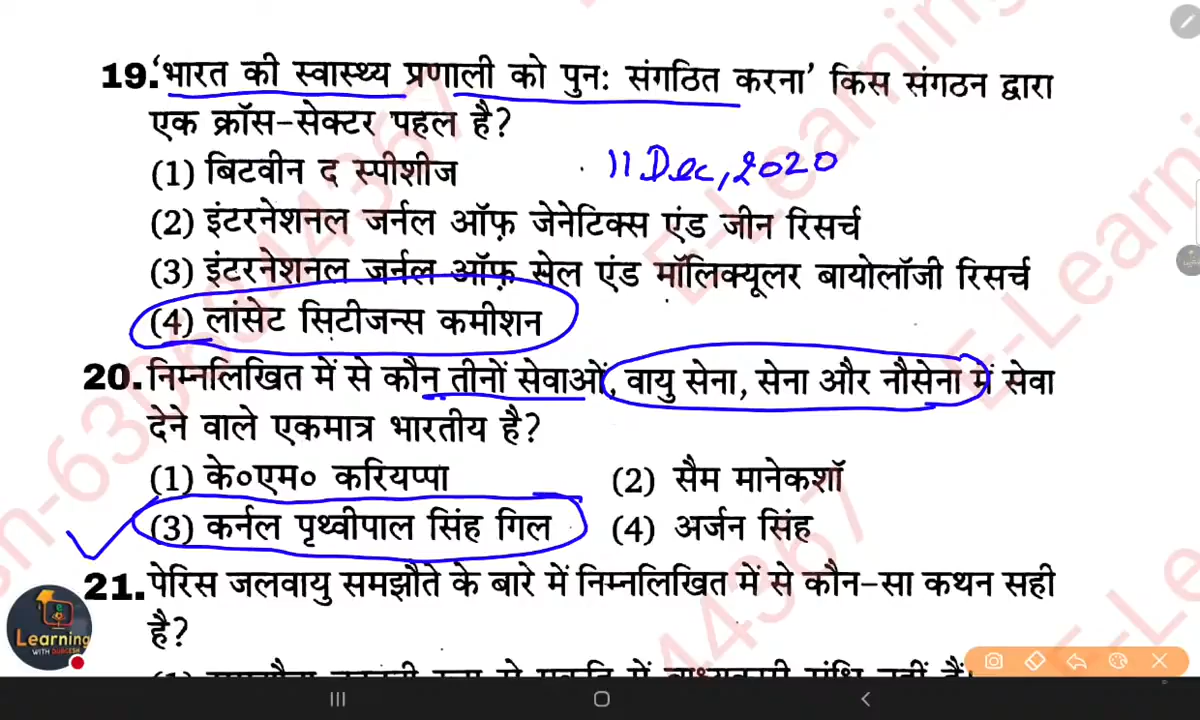 19.‘भारत की स्वास्थ्य प्रणाली को पुनः संगठित करना’ किस संगठन द्वारा
एक क्रॉस-सेक्टर पहल है?
(1) बिटवीन द स्पीशीज
11 Dec, 2020
(2) इंटरनेशनल जर्नल ऑफ़ जेनेटिक्स एंड जीन रिसर्च
(3) इंटरनेशनल जर्नल ऑफ़ सेल एंड मॉलिक्यूलर बायोलॉजी रिसर्च
(4) लांसेट सिटीजन्स कमीशन
20.निम्नलिखित में से कौन तीनों सेवाओं, वायु सेना, सेना और नौसेना में सेवा
देने वाले एकमात्र भारतीय है?
(1) के०एम० करियप्पा (2) सैम मानेकशॉ
(3) कर्नल पृथ्वीपाल सिंह गिल (4) अर्जन सिंह
21.पेरिस जलवायु समझौते के बारे में निम्नलिखित में से कौन-सा कथन सही
है?
Learning
E-Learning
E-Learning
44367